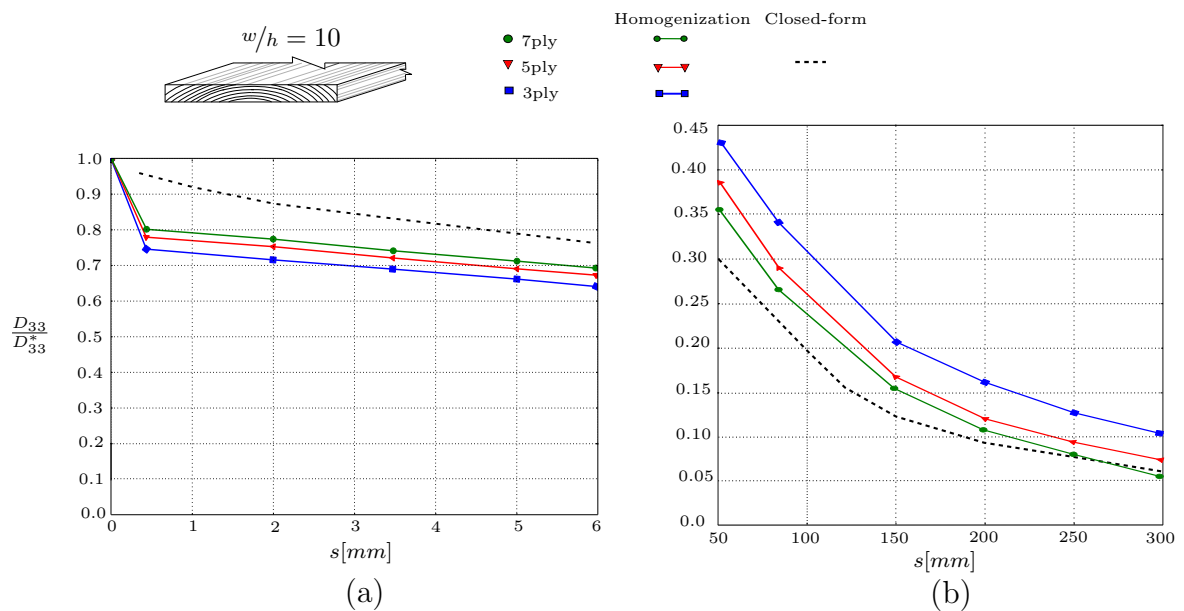 w/h = 10
Homogenization Closed-form
7ply
5ply
3ply
D33/D*33
1.0
0.9
0.8
0.7
0.6
0.5
0.4
0.3
0.2
0.1
0.0
0 1 2 3 4 5 6
s[mm]
(a)
0.45
0.40
0.35
0.30
0.25
0.20
0.15
0.10
0.05
0.0
50 100 150 200 250 300
s[mm]
(b)